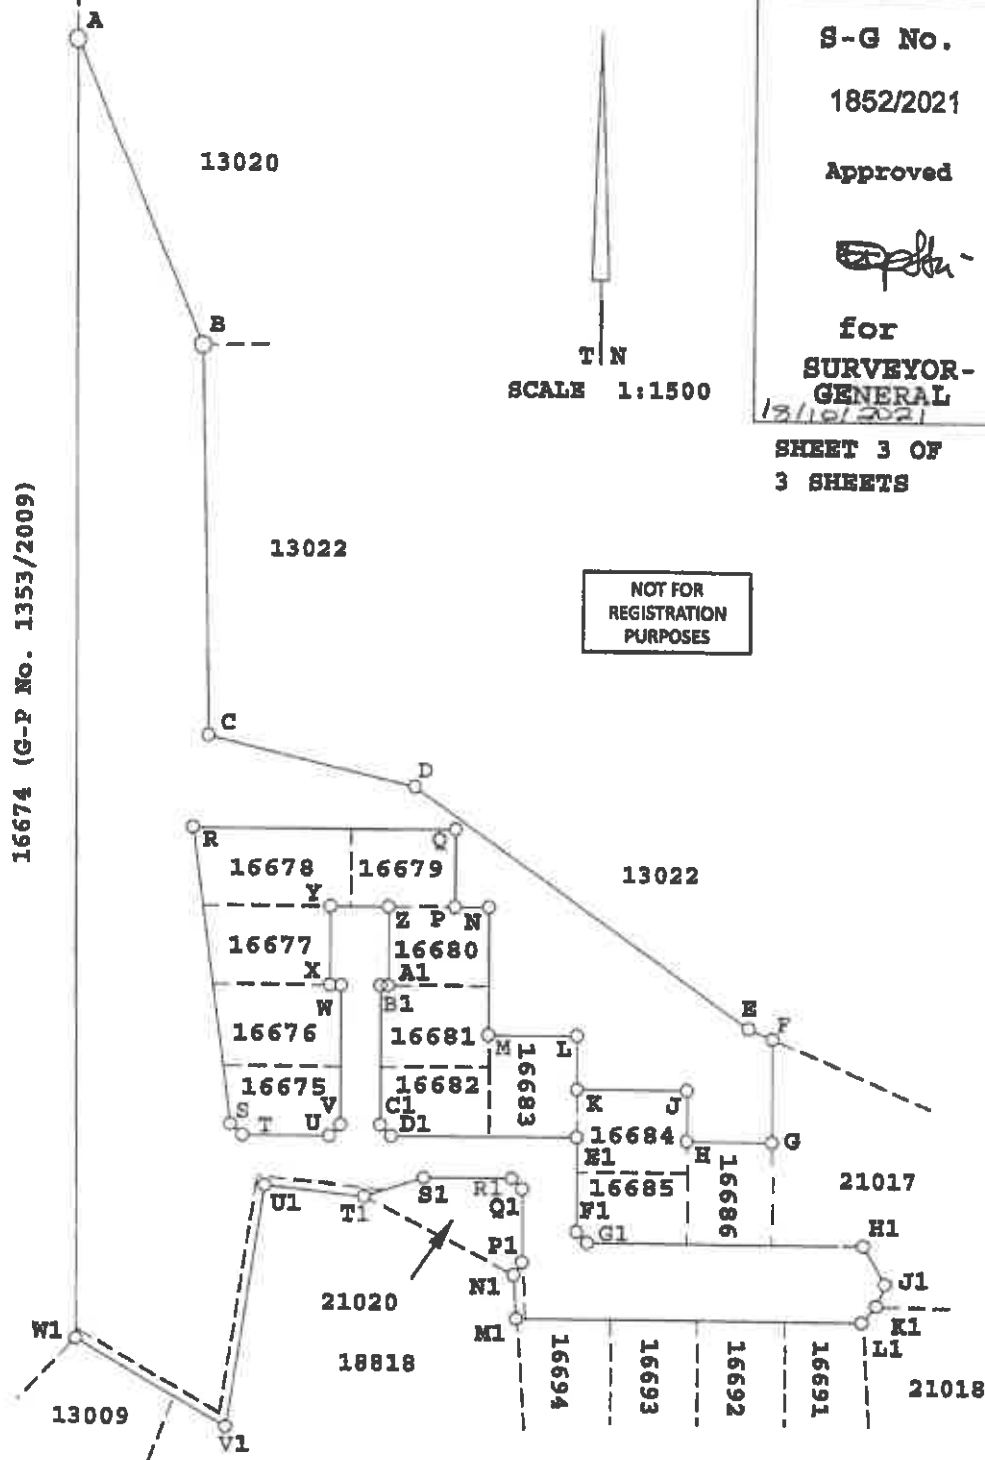 A
S-G No.
1852/2021
13020
Approved
B
for
T N
SURVEYOR-
SCALE 1:1500
GENERAL
18/10/2021
SHEET 3 OF
3 SHEETS
16674 (G-P No. 1353/2009)
13022
NOT FOR
REGISTRATION
PURPOSES
C
D
R
Q
16678
16679
13022
Y
Z
P
N
16677
16680
X
A1
W
B1
E
F
16676
16681
M
L
16683
16675
16682
K
J
S
T
U
V
C1
D1
16684
H
G
E1
16686
16685
21017
U1
T1
S1
R1
Q1
F1
G1
H1
P1
N1
J1
21020
W1
M1
K1
L1
18818
16694
16693
16692
16691
21018
13009
V1